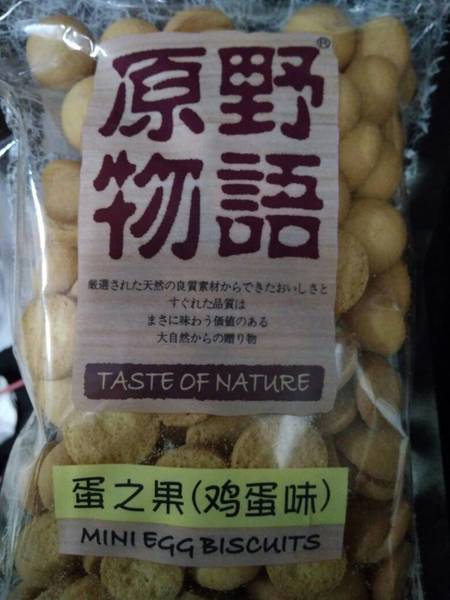 原野®
物語
厳選された天然の良質素材からできたおいしさと
すぐれた品質は
まさに味わう価値のある
大自然からの贈り物
TASTE OF NATURE
蛋之果(鸡蛋味)
MINI EGG BISCUITS